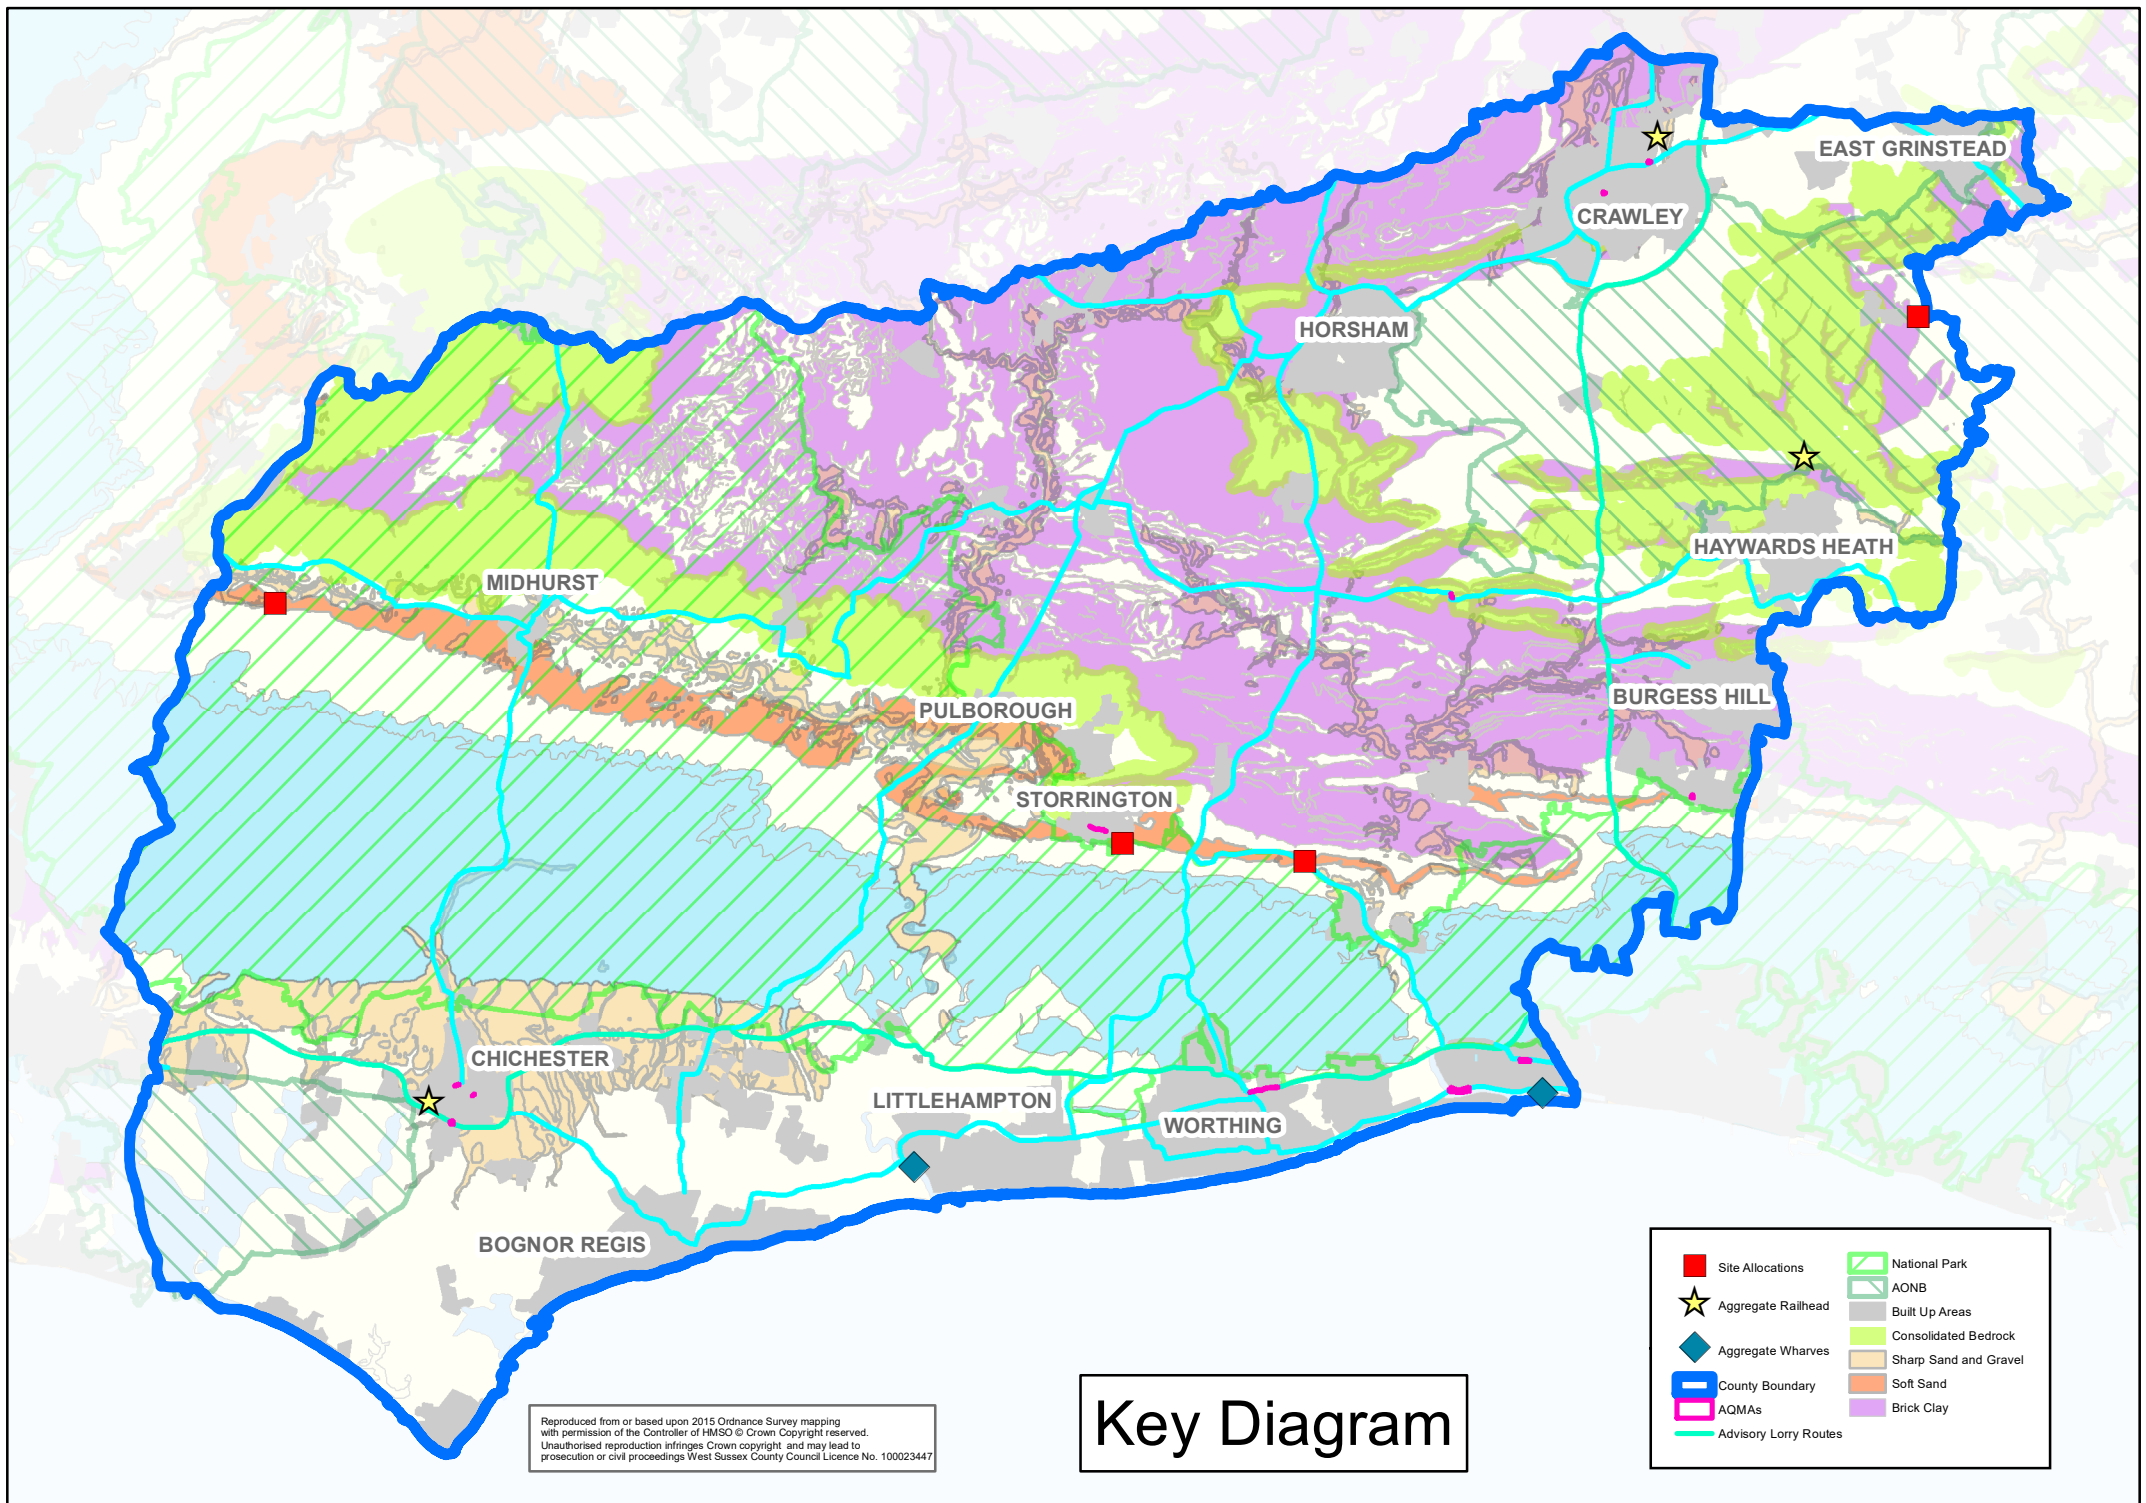 EAST GRINSTEAD
CRAWLEY
HORSHAM
HAYWARDS HEATH
MIDHURST
BURGESS HILL
PULBOROUGH
STORRINGTON
CHICHESTER
LITTLEHAMPTON
WORTHING
BOGNOR REGIS
Site Allocations
Aggregate Railhead
Aggregate Wharves
County Boundary
AQMAs
Advisory Lorry Routes
National Park
AONB
Built Up Areas
Consolidated Bedrock
Sharp Sand and Gravel
Soft Sand
Brick Clay
Key Diagram
Reproduced from or based upon 2015 Ordnance Survey mapping
with permission of the Controller of HMSO © Crown Copyright reserved.
Unauthorised reproduction infringes Crown copyright and may lead to
prosecution or civil proceedings West Sussex County Council Licence No. 100023447